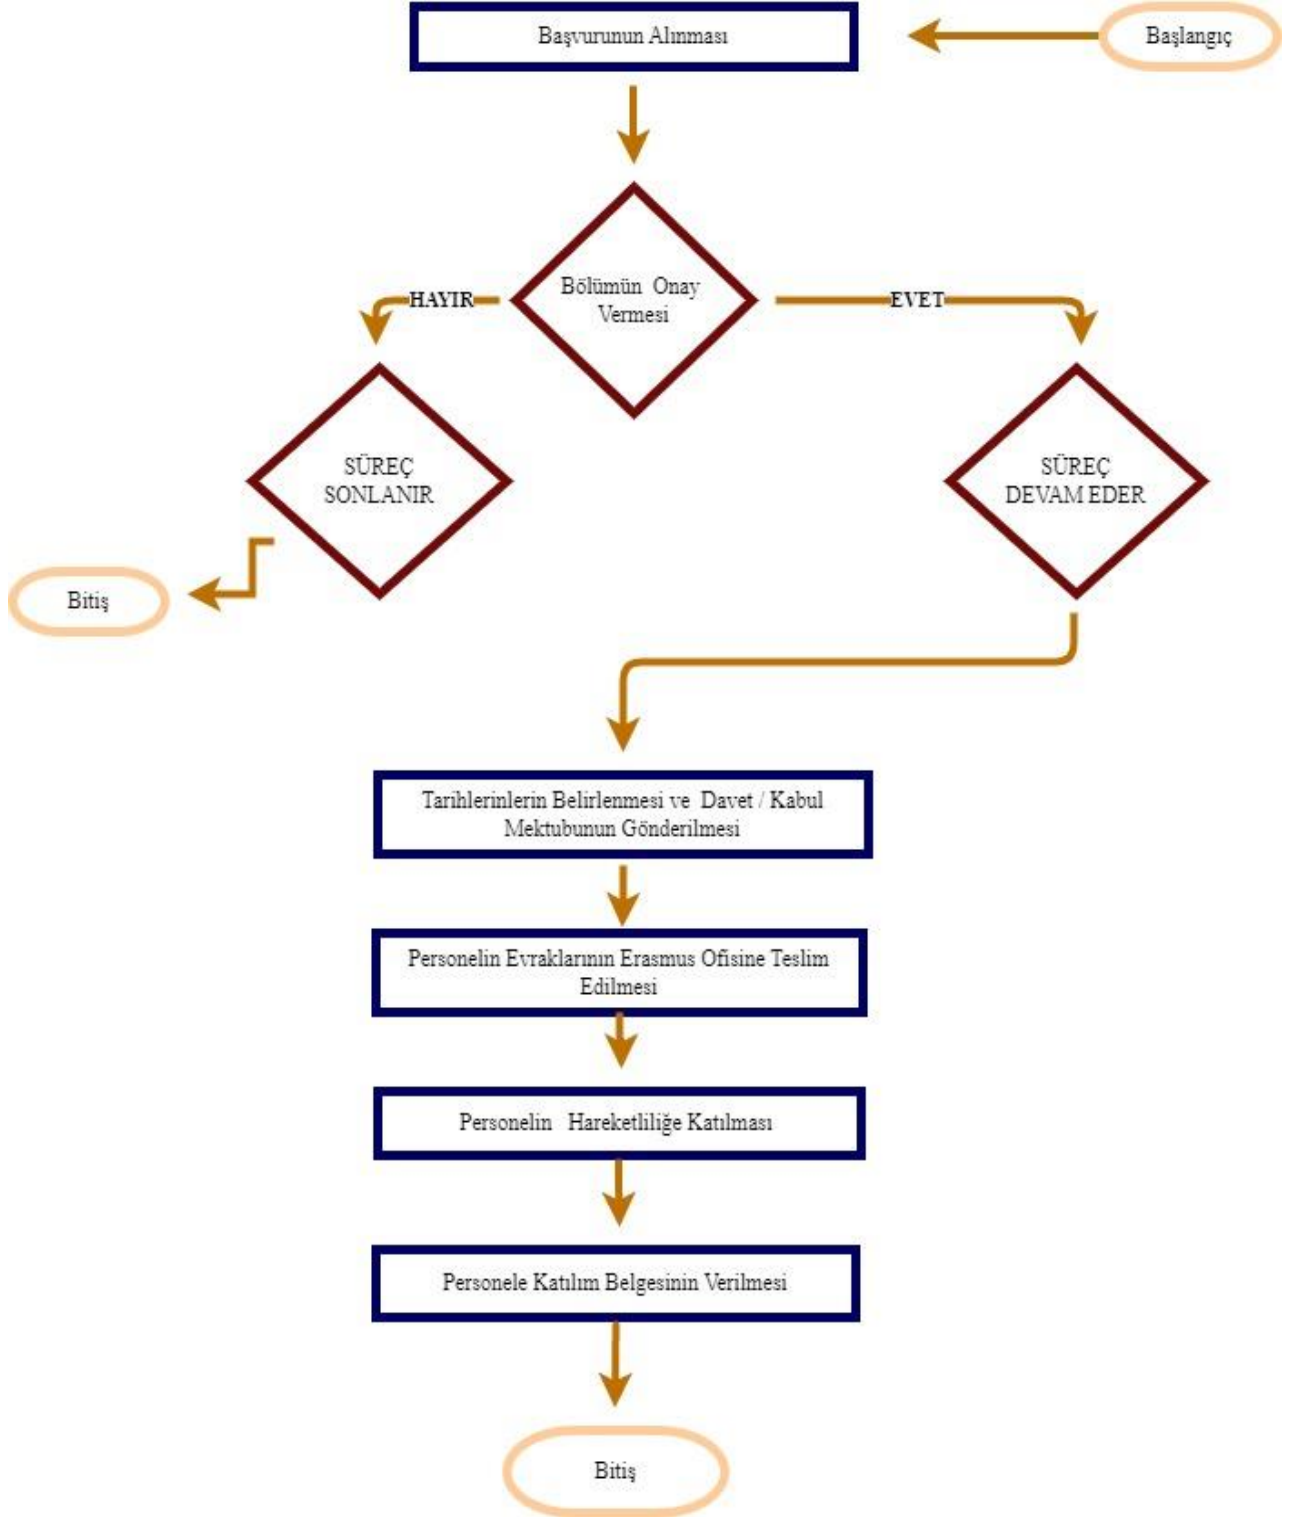 Başvurunun Alınması
Başlangıç
Bölümün Onay
Vermesi
HAYIR
EVET
SÜREÇ
SONLANIR
SÜREÇ
DEVAM EDER
Bitiş
Tarihlerinlerin Belirlenmesi ve Davet / Kabul
Mektubunun Gönderilmesi
Personelin Evraklarının Erasmus Ofisine Teslim
Edilmesi
Personelin Hareketliliğe Katılması
Personele Katılım Belgesinin Verilmesi
Bitiş